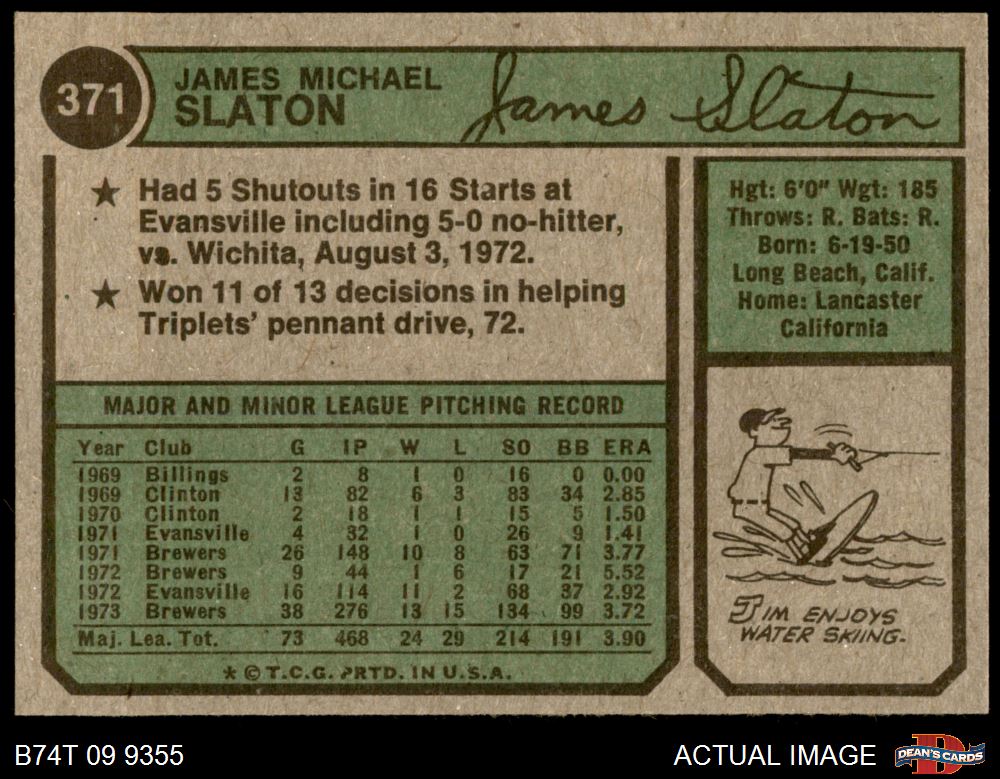 371
JAMES MICHAEL
SLATON
James Slaton
★ Had 5 Shutouts in 16 Starts at
Evansville including 5-0 no-hitter,
vs. Wichita, August 3, 1972.
★ Won 11 of 13 decisions in helping
Triplets' pennant drive, 72.
Hgt: 6'0" Wgt: 185
Throws: R. Bats: R.
Born: 6-19-50
Long Beach, Calif.
Home: Lancaster
California
MAJOR AND MINOR LEAGUE PITCHING RECORD
Year Club G IP W L SO BB ERA
1969 Billings 2 8 1 0 16 0 0.00
1969 Clinton 13 82 6 3 83 34 2.85
1970 Clinton 2 18 1 1 15 5 1.50
1971 Evansville 4 32 1 0 26 9 1.41
1971 Brewers 26 148 10 8 63 71 3.77
1972 Brewers 9 44 1 6 17 21 5.52
1972 Evansville 16 114 11 2 68 37 2.92
1973 Brewers 38 276 13 15 134 99 3.72
Maj. Lea. Tot. 73 468 24 29 214 191 3.90
* © T.C.G. PRTD. IN U.S.A.
JIM ENJOYS
WATER SKIING.
B74T 09 9355
ACTUAL IMAGE
DEAN'S CARDS